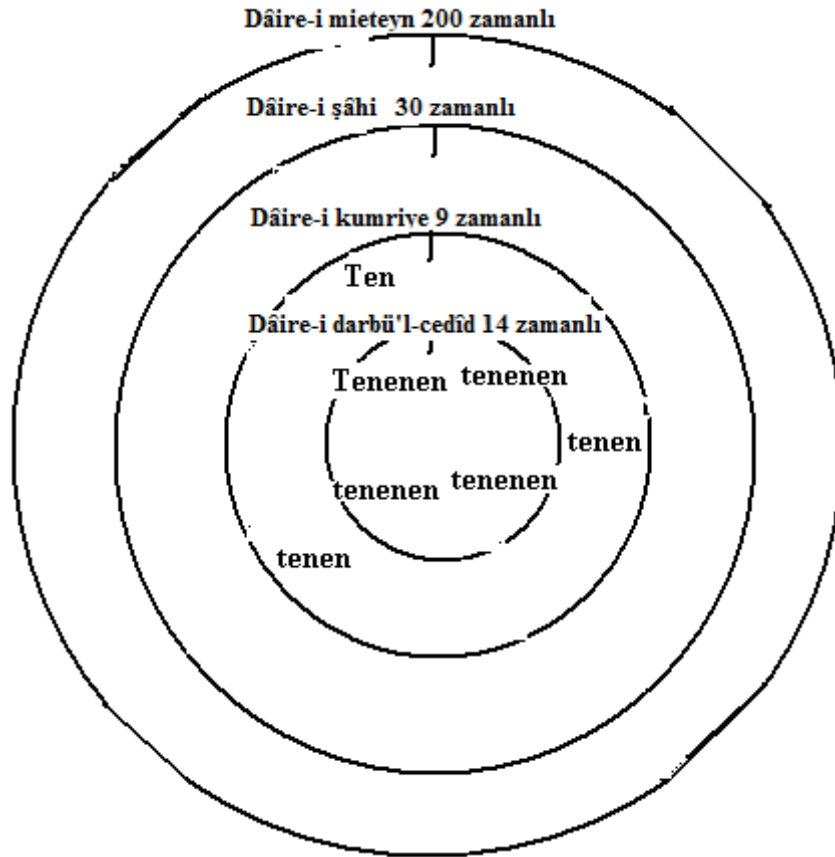 Dâire-i mieteyn 200 zamanlı
Dâire-i şâhi 30 zamanlı
Dâire-i kumriye 9 zamanlı
Ten
Dâire-i darbü'l-cedîd 14 zamanlı
Tenenen tenenen
tenen
tenenen tenenen
tenen